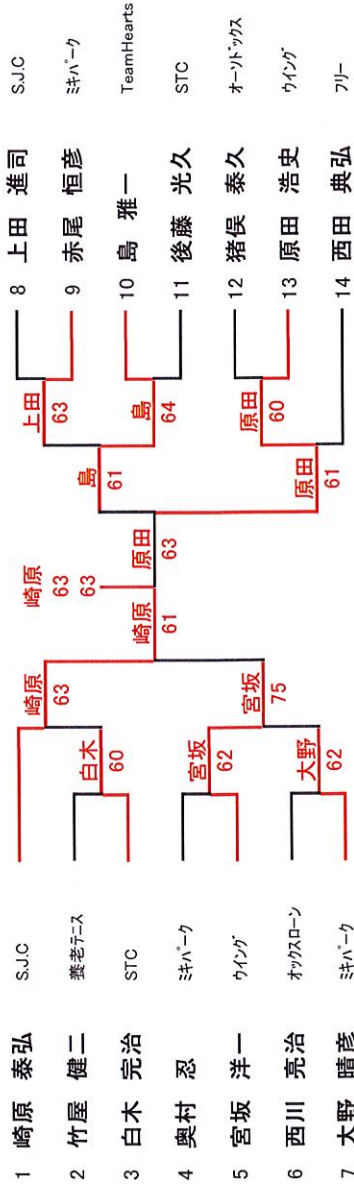 1 崎原 泰弘 S.J.C
2 竹屋 健二 養老テニス
3 白木 完治 STC
4 奥村 忍 ミキパーク
5 宮坂 洋一 ウイング
6 西川 亮治 オックスローン
7 大野 晴彦 ミキパーク
崎原
63
白木
60
宮坂
62
大野
62
宮坂
75
崎原
61
崎原
63
63
原田
63
島
61
原田
61
上田
63
島
64
原田
60
8 上田 進司 S.J.C
9 赤尾 恒彦 ミキパーク
10 島 雅一 TeamHearts
11 後藤 光久 STC
12 猪俣 泰久 オーソドックス
13 原田 浩史 ウイング
14 西田 典弘 フリー